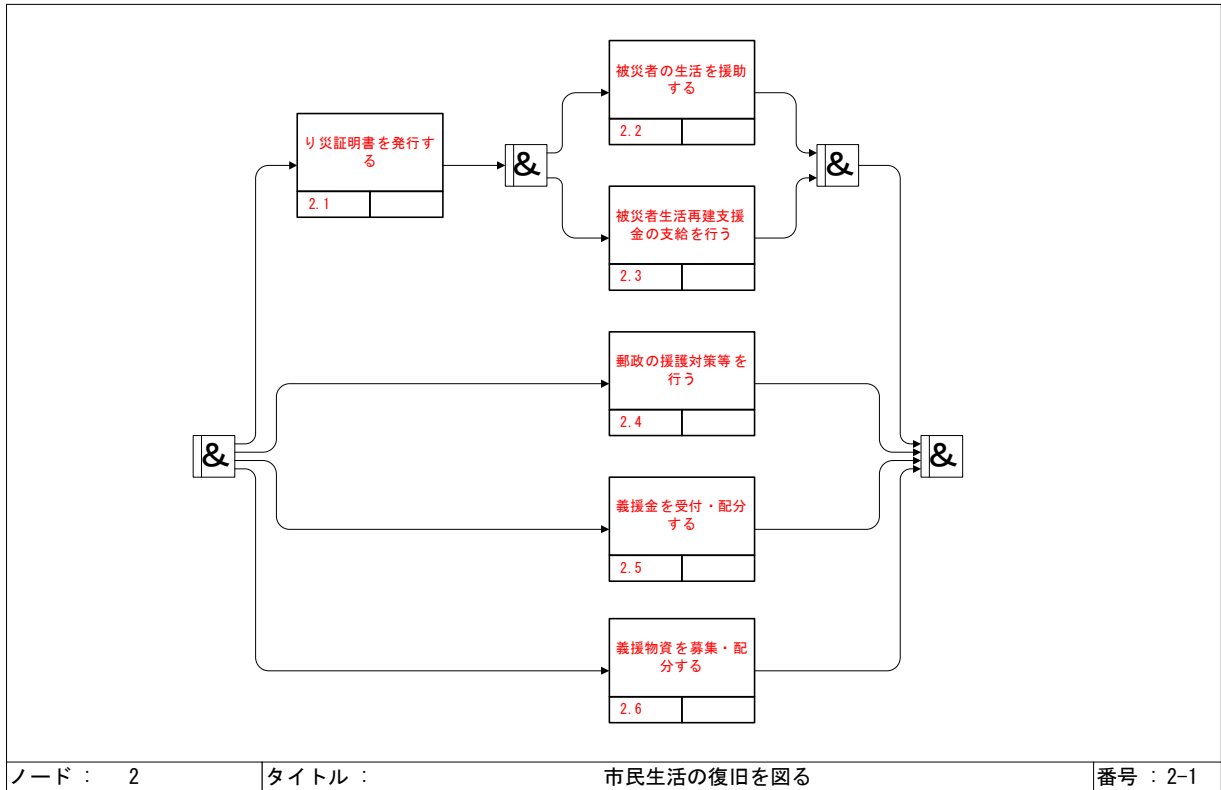 被災者の生活を援助
する
2.2
り災証明書を発行す
る
2.1
&
&
被災者生活再建支援
金の支給を行う
2.3
郵政の援護対策等を
行う
2.4
&
&
義援金を受付・配分
する
2.5
義援物資を募集・配
分する
2.6
ノード： 2 タイトル： 市民生活の復旧を図る 番号：2-1